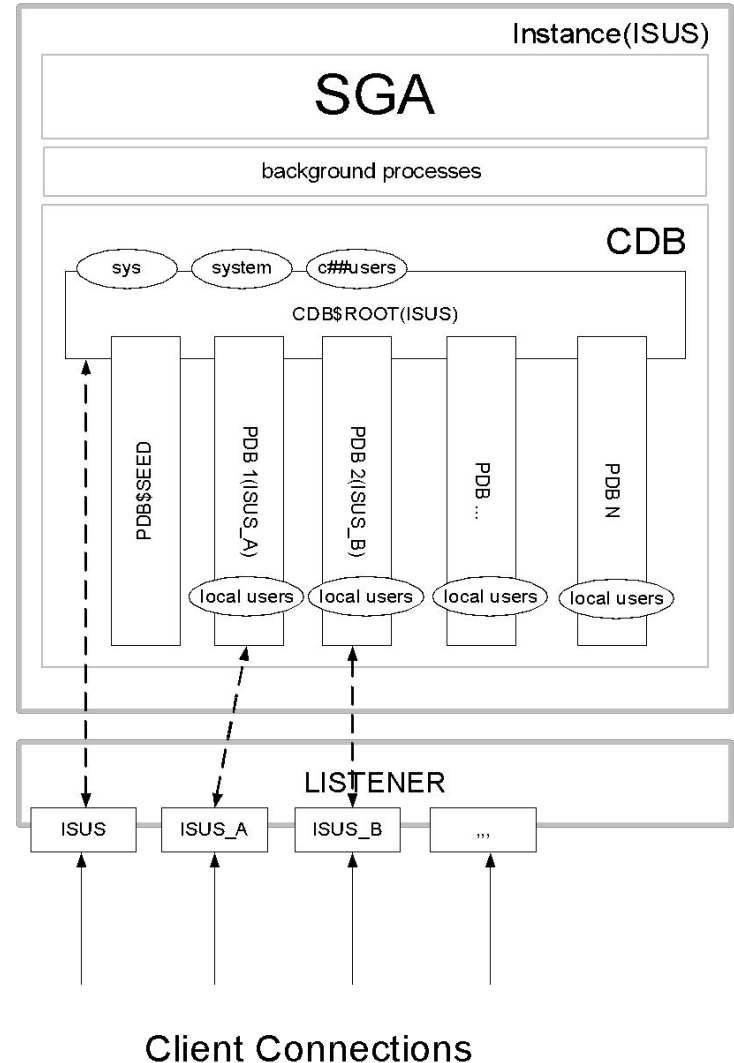 Instance(ISUS)
SGA
background processes
CDB
sys
system
c##users
CDB$ROOT(ISUS)
PDB$SEED
PDB 1(ISUS_A)
PDB 2(ISUS_B)
PDB ...
PDB N
local users
local users
local users
local users
LISTENER
ISUS
ISUS_A
ISUS_B
,,,
Client Connections